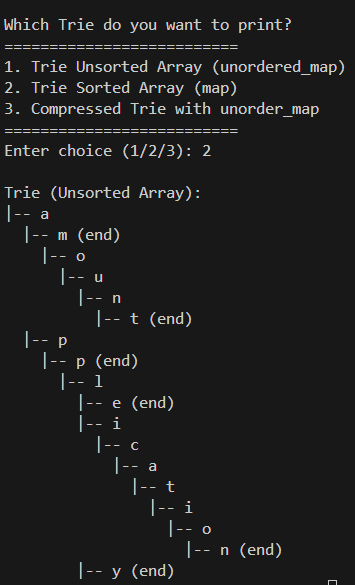 Which Trie do you want to print?
==========================
1. Trie Unsorted Array (unordered_map)
2. Trie Sorted Array (map)
3. Compressed Trie with unorder_map
==========================
Enter choice (1/2/3): 2

Trie (Unsorted Array):
|-- a
  |-- m (end)
    |-- o
      |-- u
        |-- n
          |-- t (end)
  |-- p
    |-- p (end)
      |-- l
        |-- e (end)
        |-- i
          |-- c
            |-- a
              |-- t
                |-- i
                  |-- o
                    |-- n (end)
        |-- y (end)